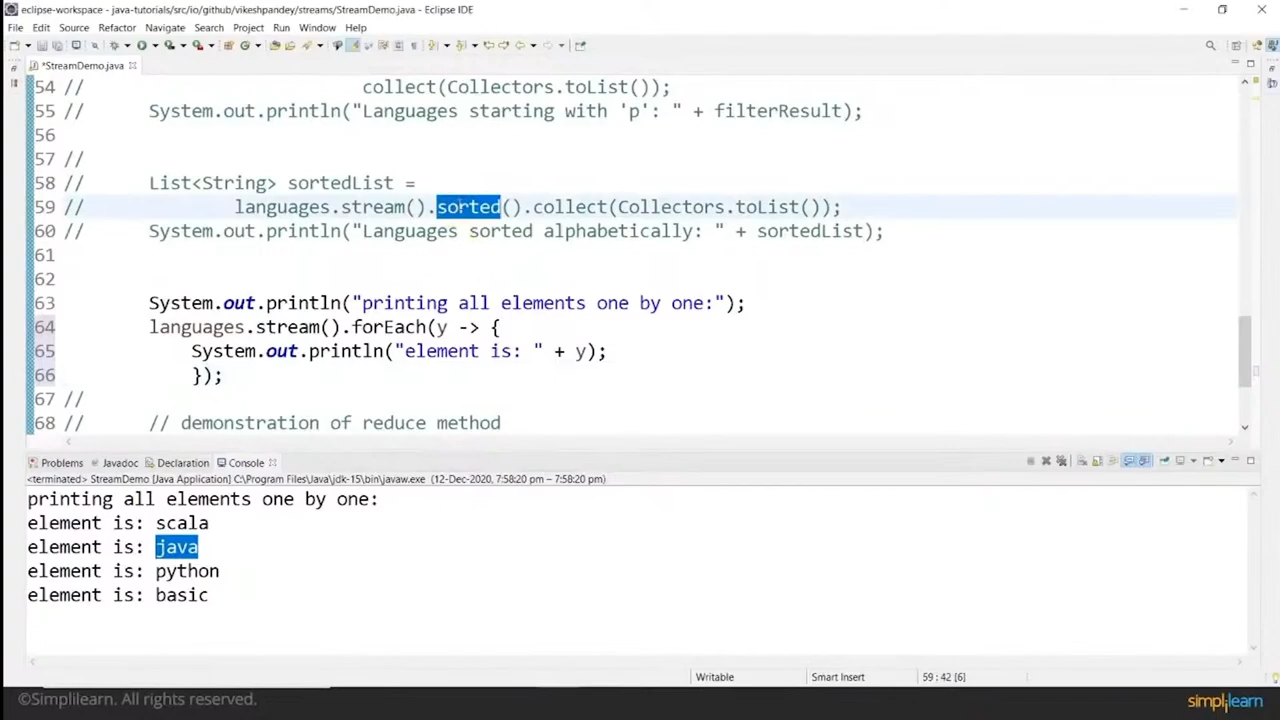 eclipse-workspace - java-tutorials/src/io/github/vikeshpandey/streams/StreamDemo.java - Eclipse IDE
File Edit Source Refactor Navigate Search Project Run Window Help
*StreamDemo.java
54 // collect(Collectors.toList());
55 // System.out.println("Languages starting with 'p': " + filterResult);
56
57 //
58 // List<String> sortedList =
59 // languages.stream().sorted().collect(Collectors.toList());
60 // System.out.println("Languages sorted alphabetically: " + sortedList);
61
62
63 System.out.println("printing all elements one by one:");
64 languages.stream().forEach(y -> {
65 System.out.println("element is: " + y);
66 });
67 //
68 // // demonstration of reduce method
Problems Javadoc Declaration Console
<terminated> StreamDemo [Java Application] C:\Program Files\Java\jdk-15\bin\javaw.exe (12-Dec-2020, 7:58:20 pm – 7:58:20 pm)
printing all elements one by one:
element is: scala
element is: java
element is: python
element is: basic
Writable Smart Insert 59 : 42 [6]
©Simplilearn. All rights reserved.
simplilearn